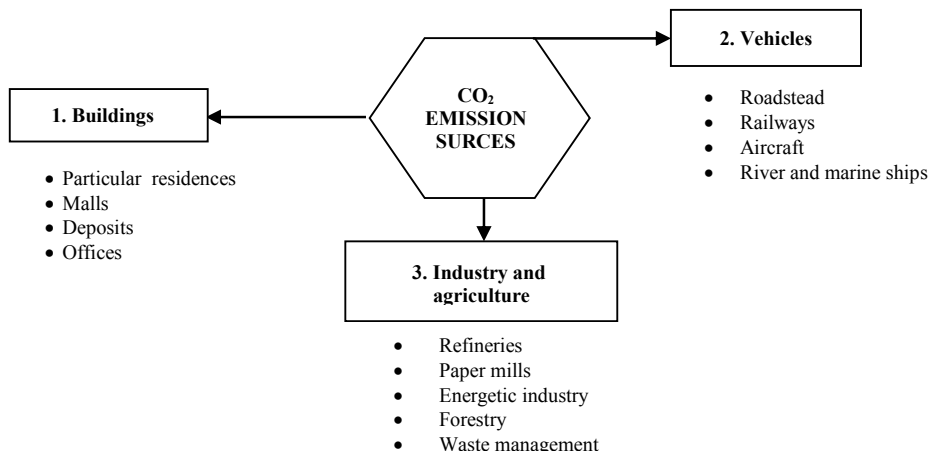 CO₂
EMISSION
SURCES
1. Buildings
• Particular residences
• Malls
• Deposits
• Offices
2. Vehicles
• Roadstead
• Railways
• Aircraft
• River and marine ships
3. Industry and
agriculture
• Refineries
• Paper mills
• Energetic industry
• Forestry
• Waste management